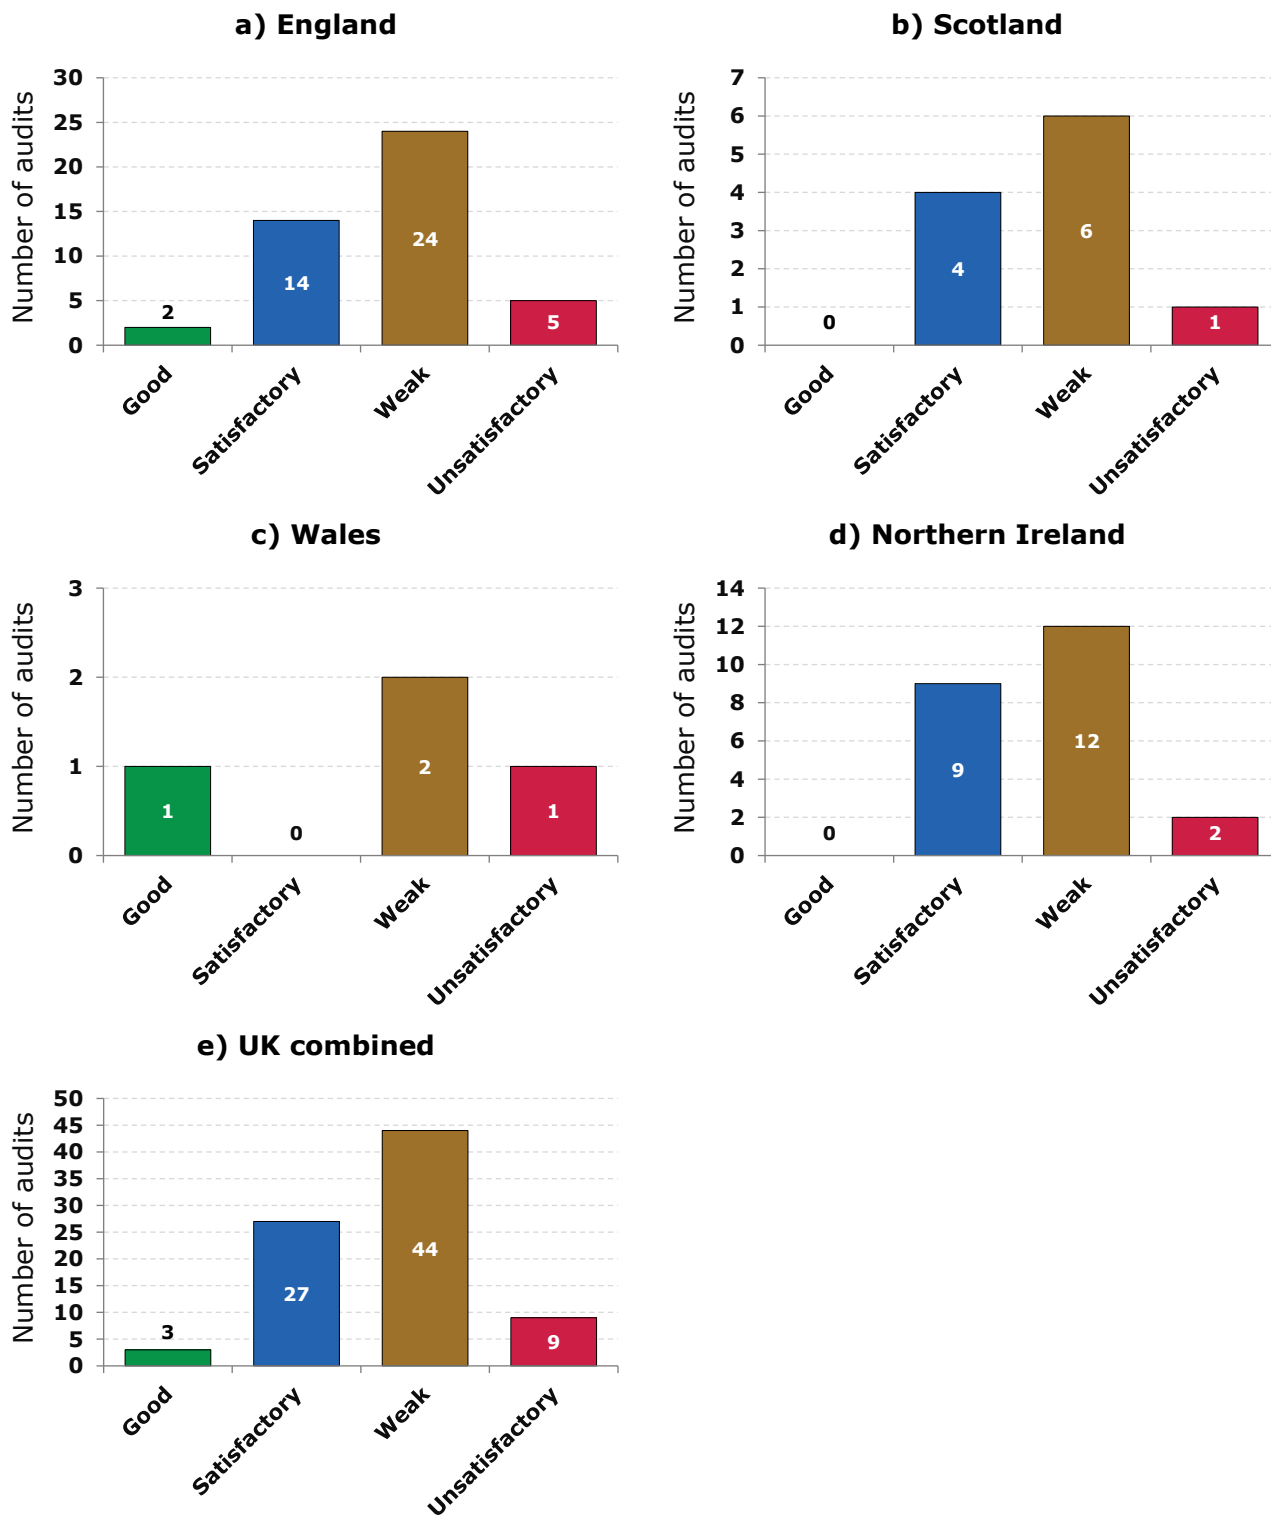 a) England
Number of audits
30
25
20
15
10
5
0
2
14
24
5
Good
Satisfactory
Weak
Unsatisfactory
b) Scotland
Number of audits
7
6
5
4
3
2
1
0
0
4
6
1
Good
Satisfactory
Weak
Unsatisfactory
c) Wales
Number of audits
3
2
1
0
1
0
2
1
Good
Satisfactory
Weak
Unsatisfactory
d) Northern Ireland
Number of audits
14
12
10
8
6
4
2
0
0
9
12
2
Good
Satisfactory
Weak
Unsatisfactory
e) UK combined
Number of audits
50
45
40
35
30
25
20
15
10
5
0
3
27
44
9
Good
Satisfactory
Weak
Unsatisfactory